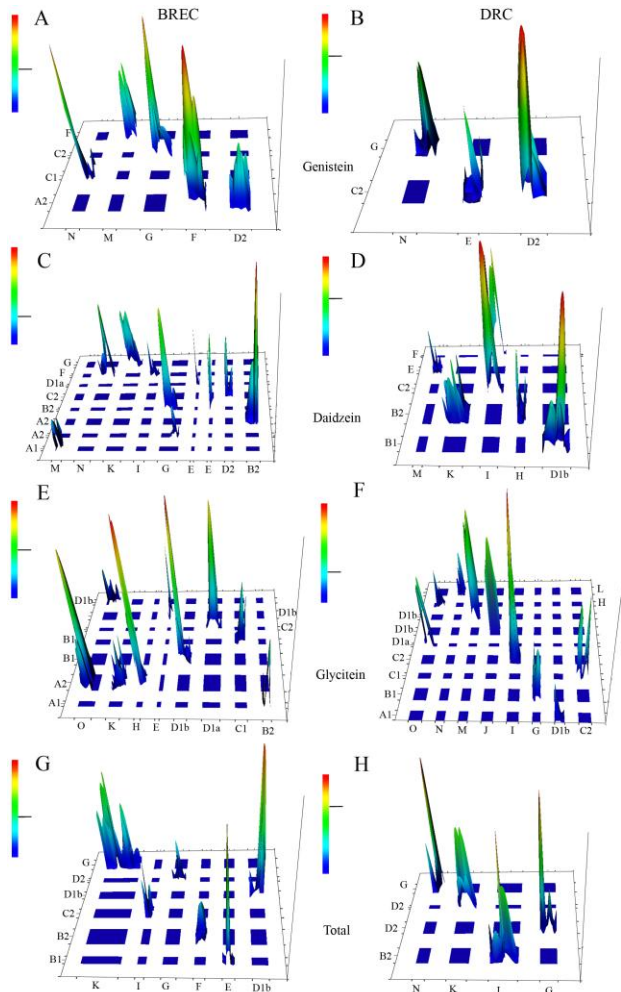 BREC
DRC
A
F
C2
C1
A2
N M G F D2
B
G
C2
N E D2
Genistein
C
G
F
D1a
C2
B2
A2
A2
A1
M N K I G E E D2 B2
D
F
E
C2
B2
B1
M K I H D1b
Daidzein
E
D1b
B1
B1
A2
A1
D1b
C2
O K H E D1b D1a C1 B2
F
D1b
D1b
D1a
C2
C1
B1
A1
L
H
O N M J I G D1b C2
Glycitein
G
G
D2
D1b
C2
B2
B1
K I G F E D1b
H
G
D2
D2
B2
N K I G
Total